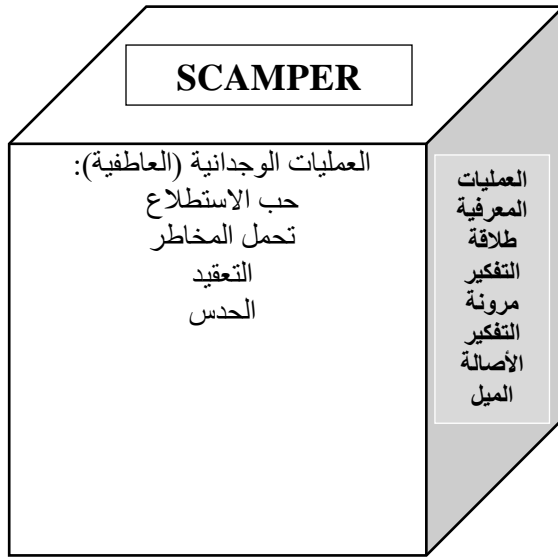 SCAMPER
العمليات الوجدانية (العاطفية):
حب الاستطلاع
تحمل المخاطر
التعقيد
الحدس
العمليات
المعرفية
طلاقة
التفكير
مرونة
التفكير
الأصالة
الميل